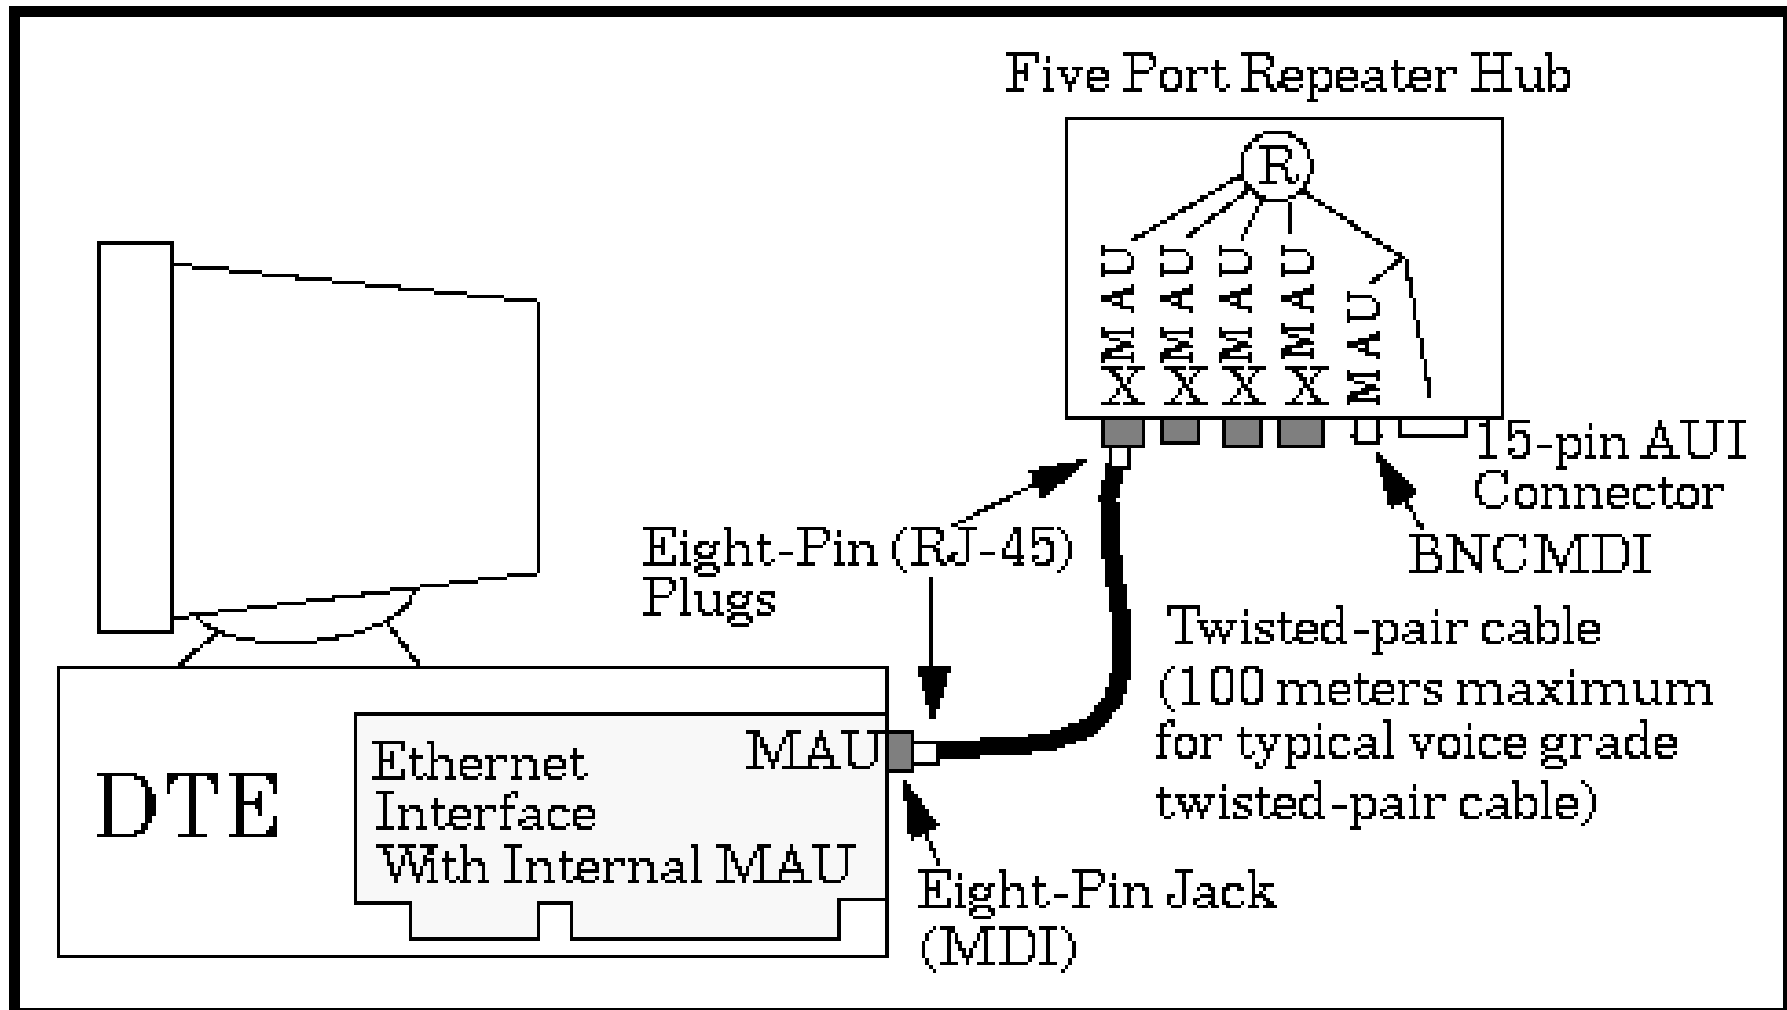 Five Port Repeater Hub
R
MAU MAU MAU MAU MAU
X X X X
15-pin AUI
Connector
BNC MDI
Eight-Pin (RJ-45)
Plugs
Twisted-pair cable
(100 meters maximum
for typical voice grade
twisted-pair cable)
DTE
MAU
Ethernet
Interface
With Internal MAU
Eight-Pin Jack
(MDI)